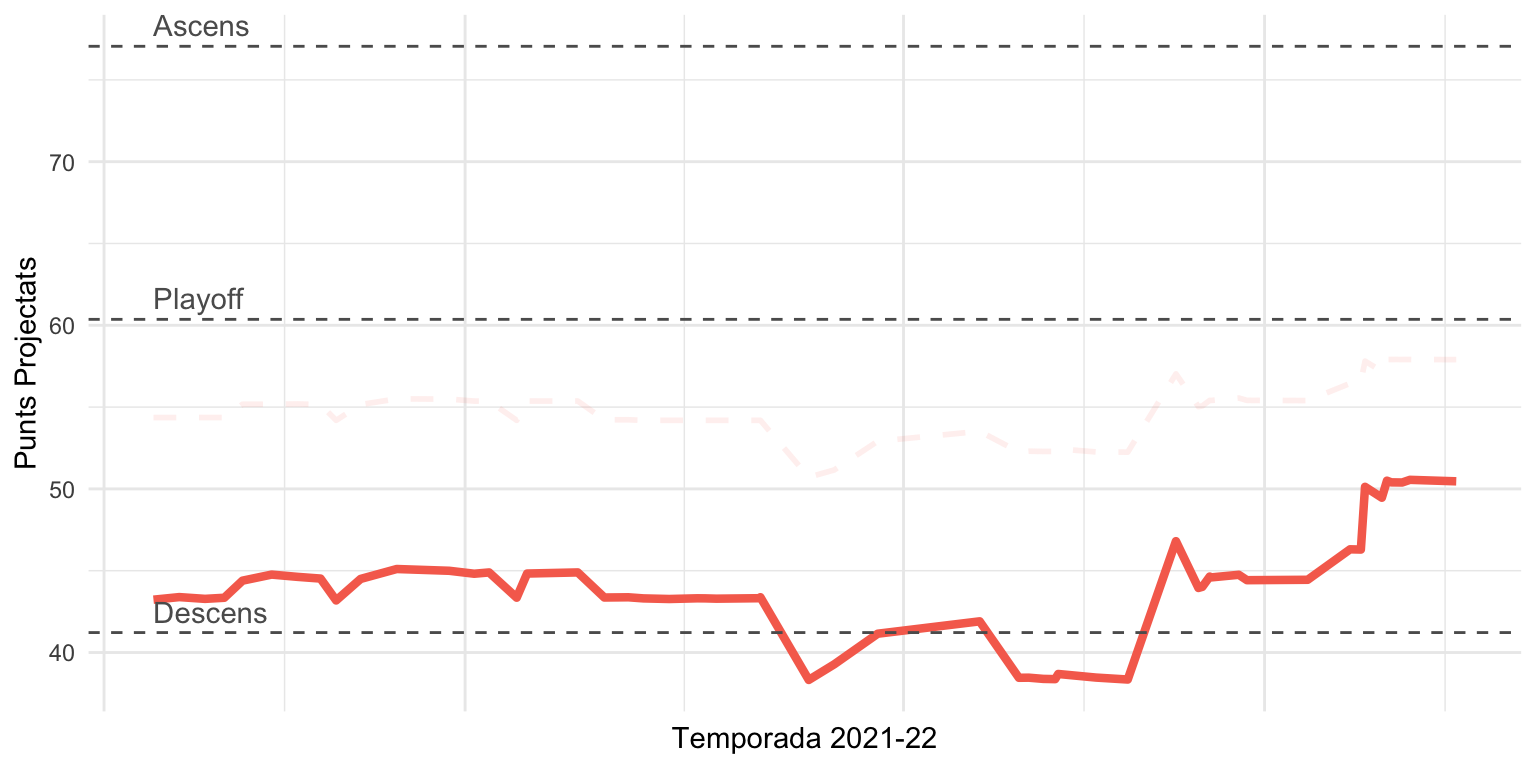 Ascens
70
Playoff
60
Punts Projectats
50
Descens
40
Temporada 2021-22